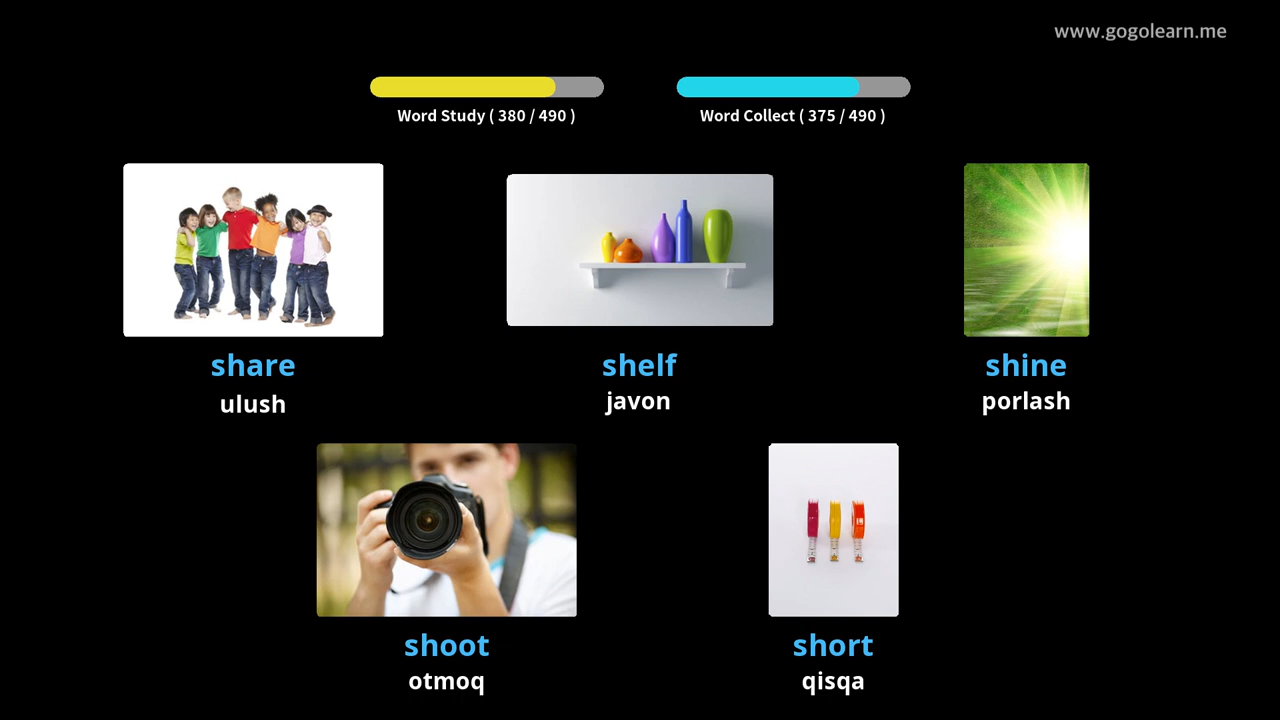 www.gogolearn.me
Word Study ( 380 / 490 )
Word Collect ( 375 / 490 )
share
ulush
shelf
javon
shine
porlash
shoot
otmoq
short
qisqa